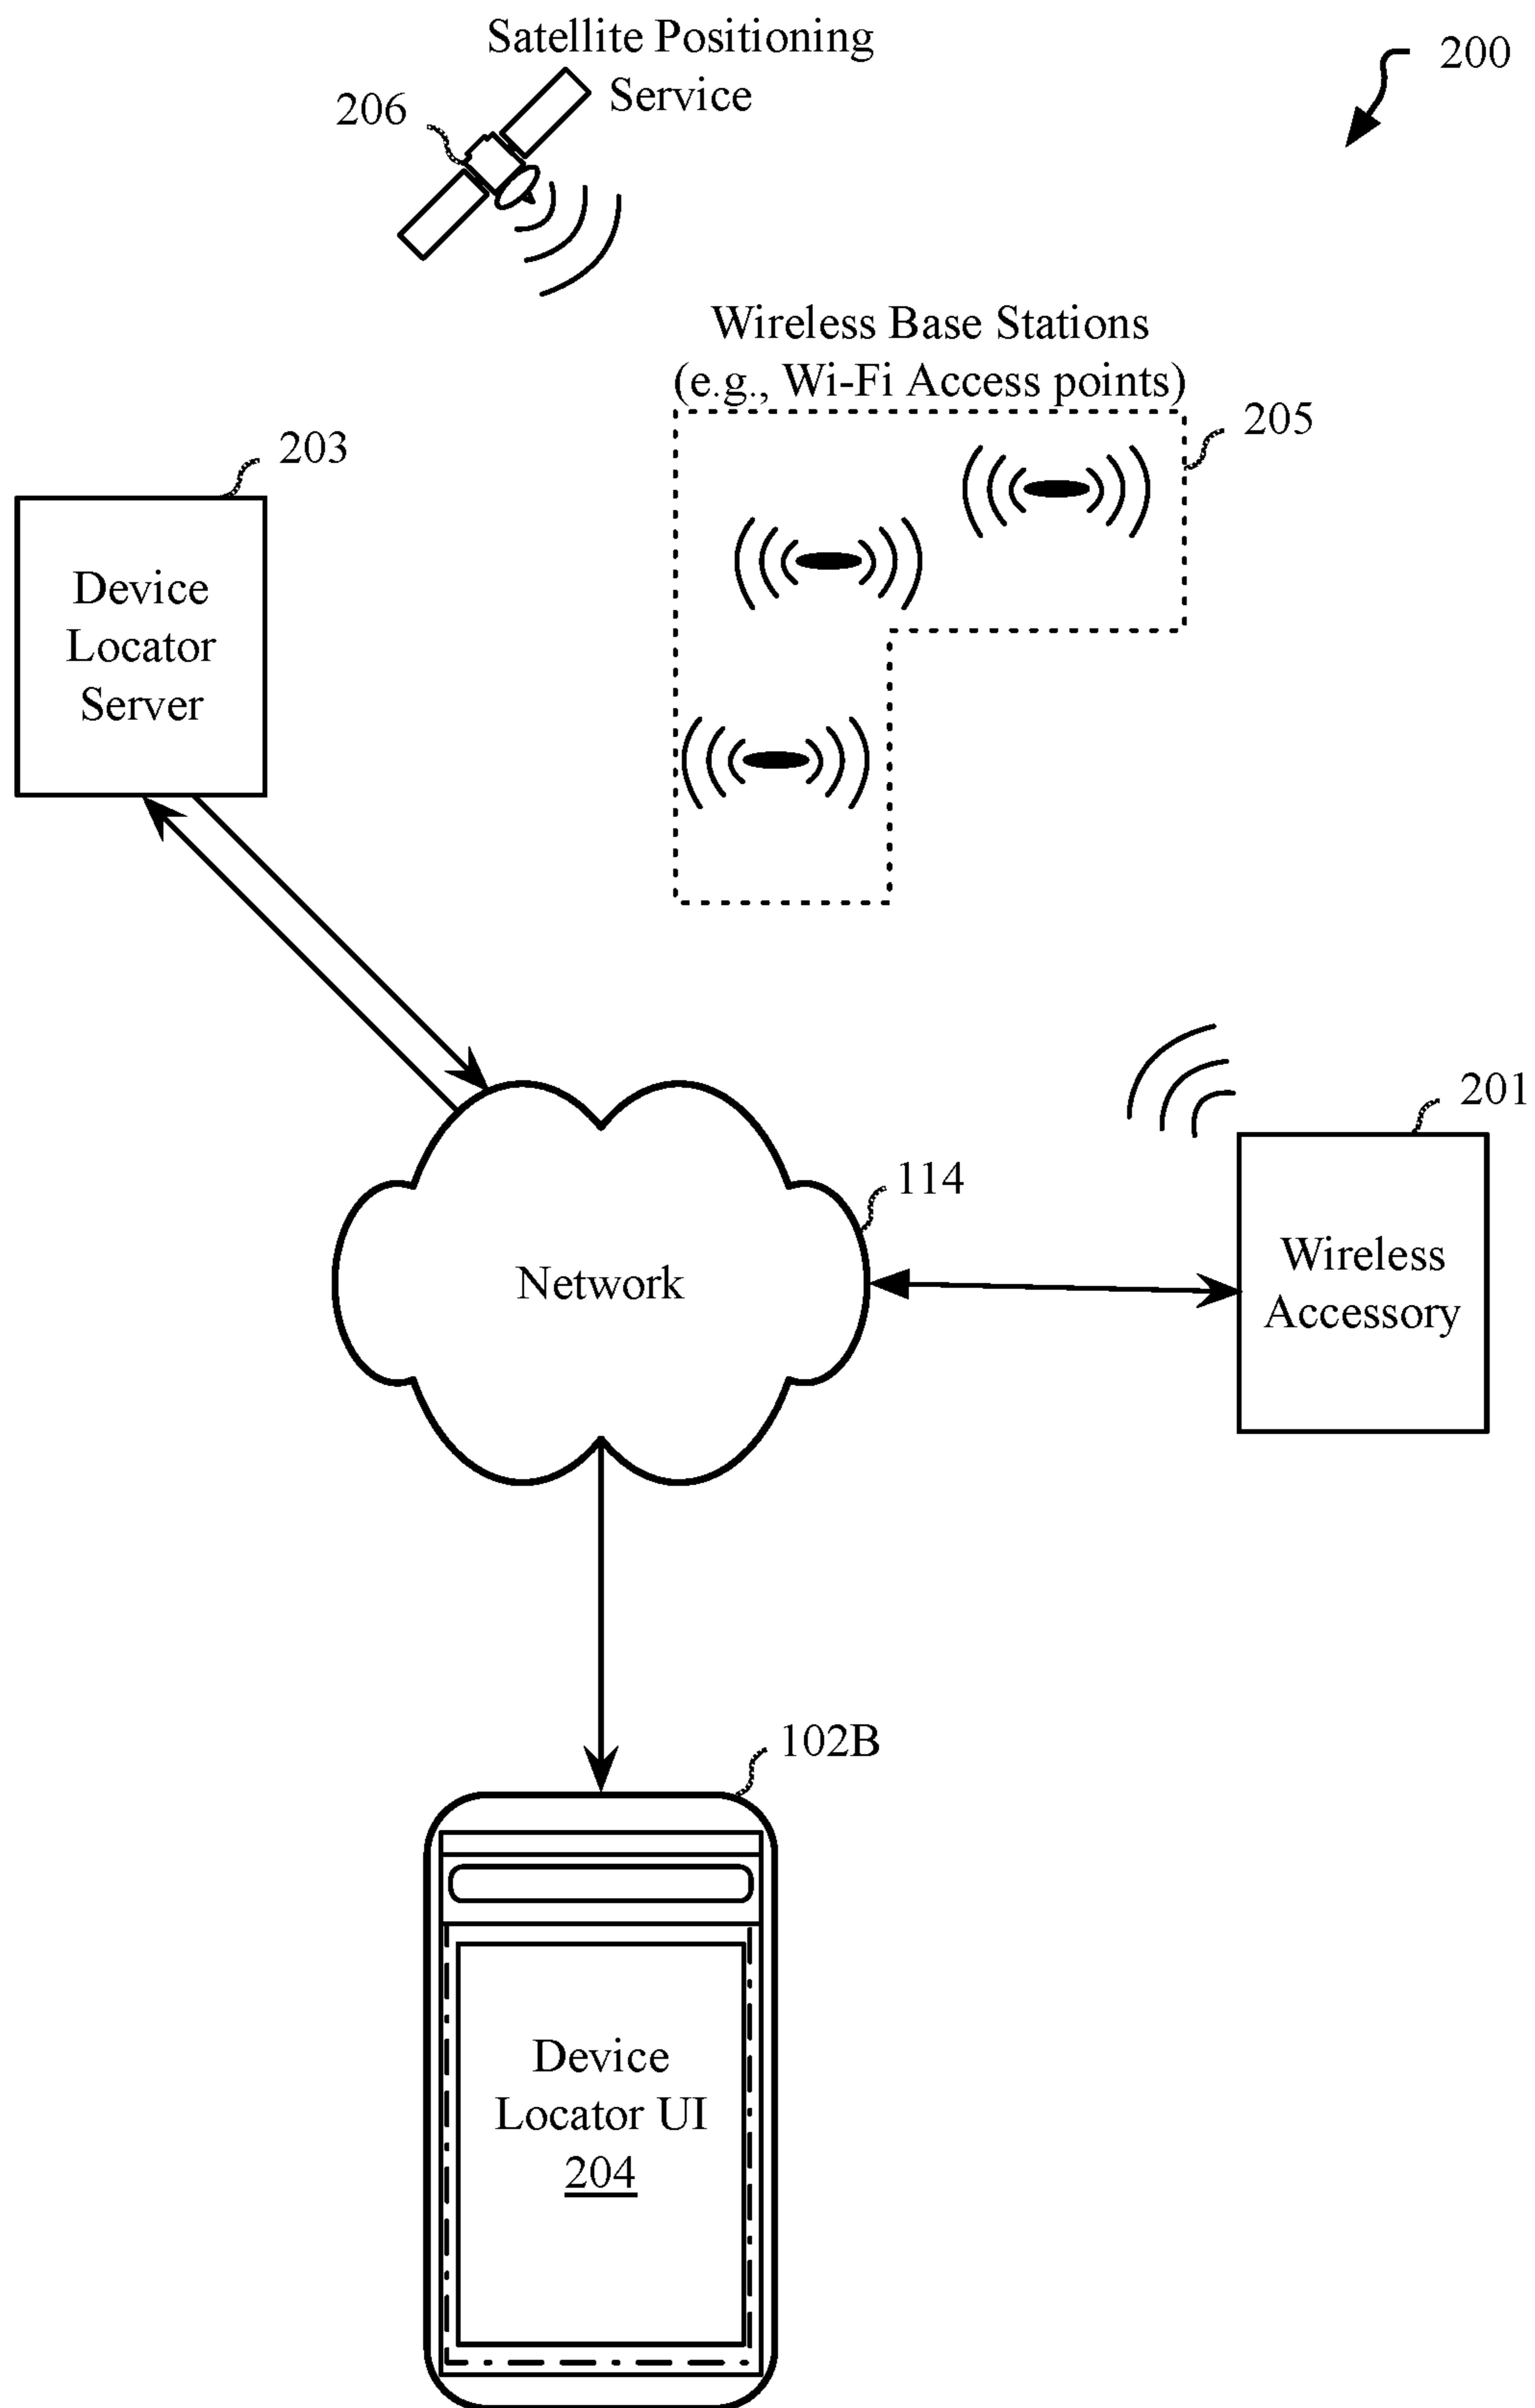 Satellite Positioning
Service
200
206
Wireless Base Stations
(e.g., Wi-Fi Access points)
205
203
Device
Locator
Server
201
114
Network
Wireless
Accessory
102B
Device
Locator UI
204